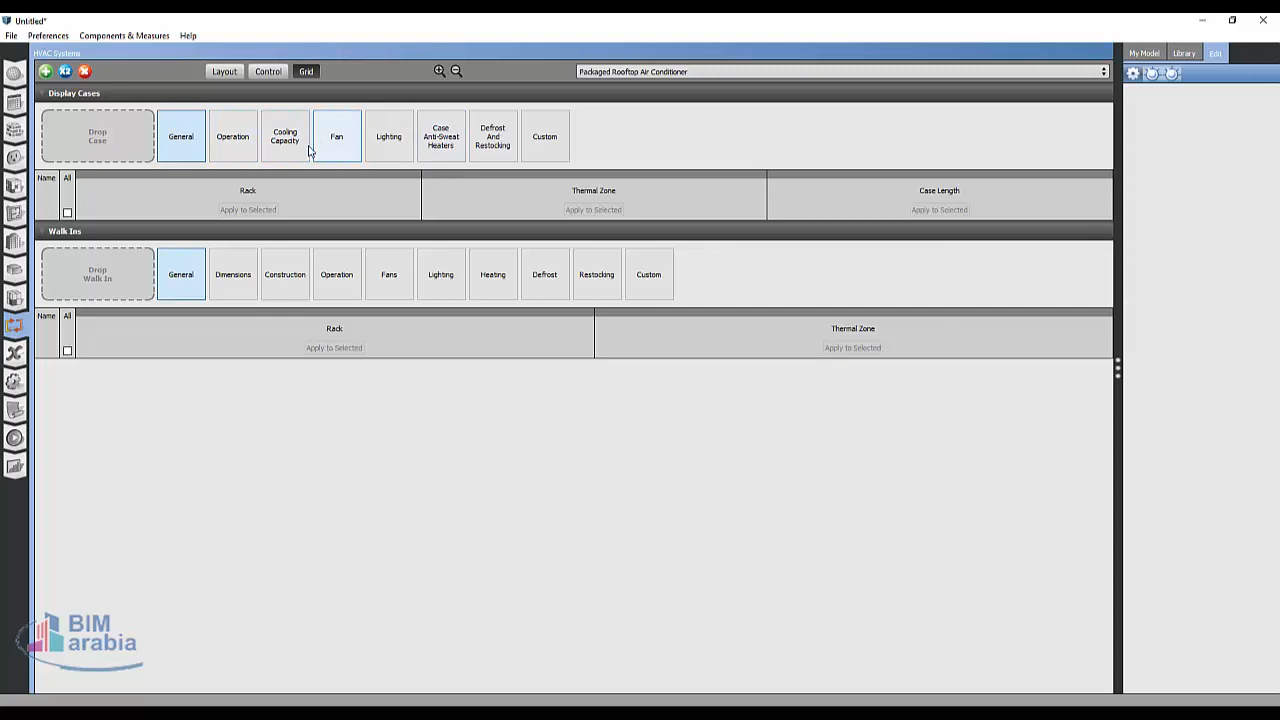 Untitled*
File Preferences Components & Measures Help
HVAC Systems
My Model Library Edit
X2 Layout Control Grid Packaged Rooftop Air Conditioner
Display Cases
Drop
Case
General
Operation
Cooling
Capacity
Fan
Lighting
Case
Anti-Sweat
Heaters
Defrost
And
Restocking
Custom
Name All Rack Thermal Zone Case Length
Apply to Selected Apply to Selected Apply to Selected
Walk Ins
Drop
Walk In
General
Dimensions
Construction
Operation
Fans
Lighting
Heating
Defrost
Restocking
Custom
Name All Rack Thermal Zone
Apply to Selected Apply to Selected
BIM
arabia